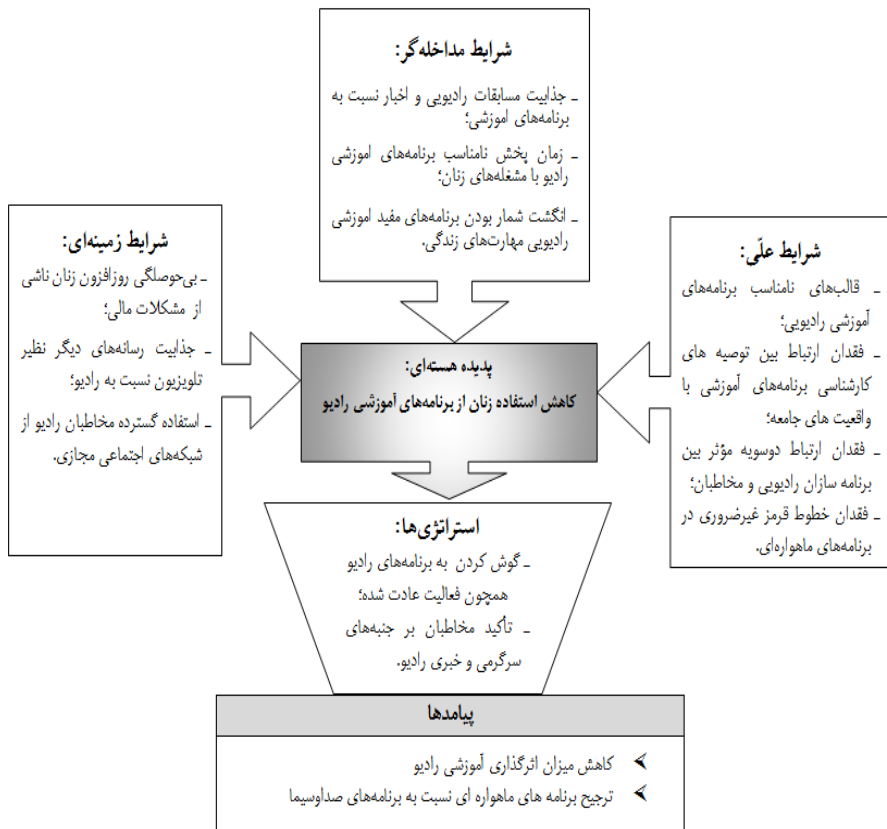 شرایط مداخله‌گر:
ـ جذابیت مسابقات رادیویی و اخبار نسبت به
برنامه‌های اموزشی؛
ـ زمان پخش نامناسب برنامه‌های اموزشی
رادیو با مشغله‌های زنان؛
ـ انگشت شمار بودن برنامه‌های مفید اموزشی
رادیویی مهارت‌های زندگی.
شرایط علّی:
ـ قالب‌های نامناسب برنامه‌های
آموزشی رادیویی؛
ـ فقدان ارتباط بین توصیه های
کارشناسی برنامه‌های آموزشی با
واقعیت های جامعه؛
ـ فقدان ارتباط دوسویه مؤثر بین
برنامه سازان رادیویی و مخاطبان؛
ـ فقدان خطوط قرمز غیرضروری در
برنامه‌های ماهواره‌ای.
شرایط زمینه‌ای:
ـ بی‌حوصلگی روزافزون زنان ناشی
از مشکلات مالی؛
ـ جذابیت رسانه‌های دیگر نظیر
تلویزیون نسبت به رادیو؛
ـ استفاده گسترده مخاطبان رادیو از
شبکه‌های اجتماعی مجازی.
پدیده هسته‌ای:
کاهش استفاده زنان از برنامه‌های آموزشی رادیو
استراتژی‌ها:
ـ گوش کردن به برنامه‌های رادیو
همچون فعالیت عادت شده؛
ـ تأکید مخاطبان بر جنبه‌های
سرگرمی و خبری رادیو.
پیامدها
کاهش میزان اثرگذاری آموزشی رادیو
ترجیح برنامه های ماهواره ای نسبت به برنامه‌های صداوسیما